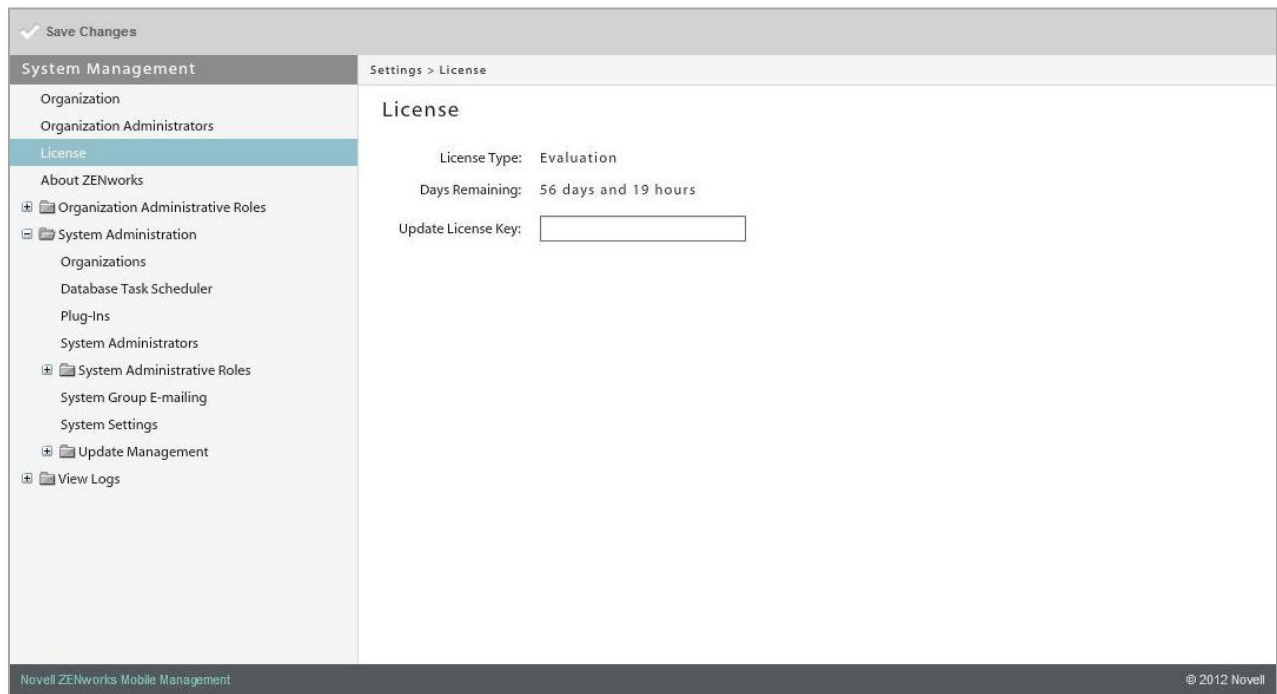 Save Changes
System Management
Organization
Organization Administrators
License
About ZENworks
Organization Administrative Roles
System Administration
Organizations
Database Task Scheduler
Plug-Ins
System Administrators
System Administrative Roles
System Group E-mailing
System Settings
Update Management
View Logs
Settings > License
License
License Type: Evaluation
Days Remaining: 56 days and 19 hours
Update License Key:
Novell ZENworks Mobile Management
© 2012 Novell